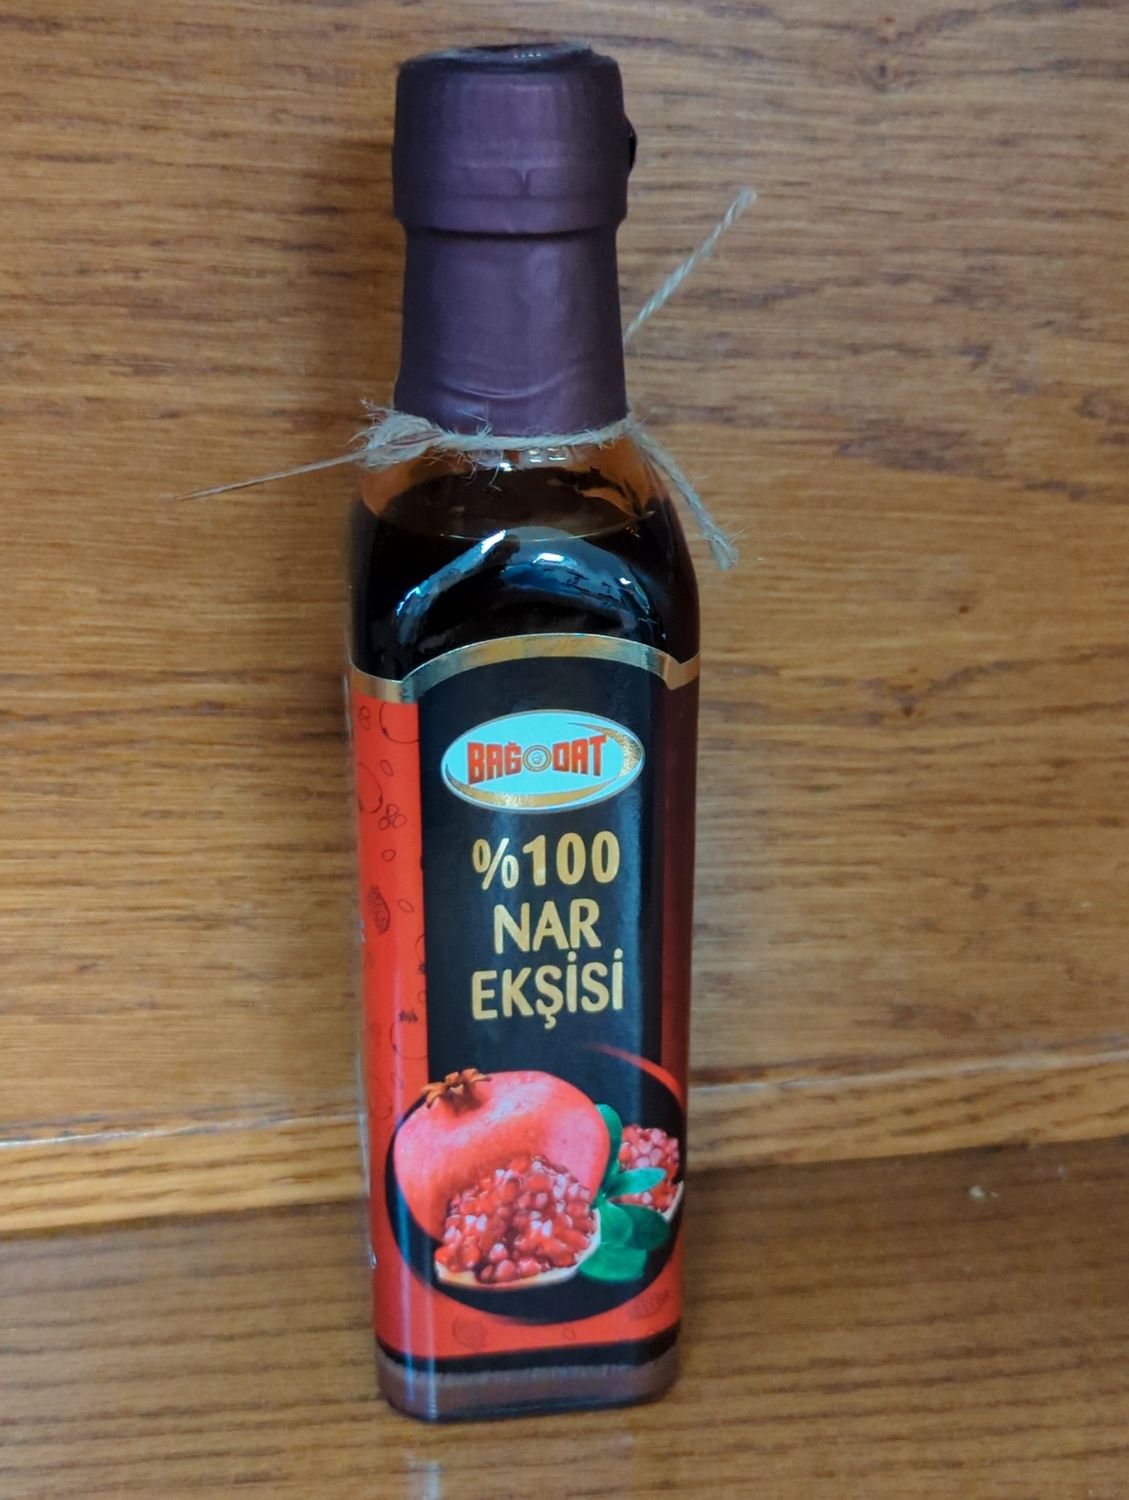 BAĞDAT
%100
NAR
EKŞİSİ